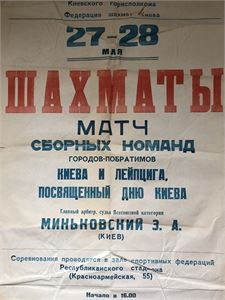 Киевского горисполкома
Федерация шахмат Киева
27-28
МАЯ
ШАХМАТЫ
МАТЧ
СБОРНЫХ КОМАНД
ГОРОДОВ-ПОБРАТИМОВ
КИЕВА И ЛЕЙПЦИГА,
ПОСВЯЩЕННЫЙ ДНЮ КИЕВА
Главный арбитр, судья Всесоюзной категории
МИНЬКОВСКИЙ Э. А.
(КИЕВ)
Соревнования проводятся в зале спортивных федераций
Республиканского стадиона
(Красноармейская, 55)
Начало в 16.00